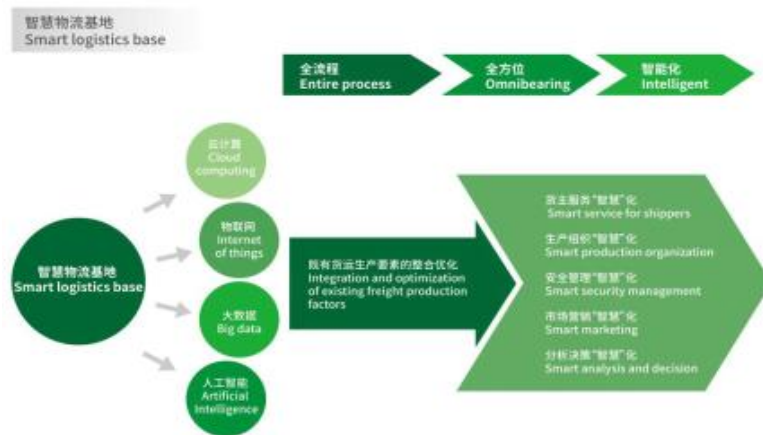 智慧物流基地
Smart logistics base
全流程
Entire process
全方位
Omnibearing
智能化
Intelligent
云计算
Cloud
computing
物联网
Internet
of things
大数据
Big data
人工智能
Artificial
Intelligence
智慧物流基地
Smart logistics base
既有货运生产要素的整合优化
Integration and optimization
of existing freight production
factors
货主服务“智慧”化
Smart service for shippers
生产组织“智慧”化
Smart production organization
安全管理“智慧”化
Smart security management
市场营销“智慧”化
Smart marketing
分析决策“智慧”化
Smart analysis and decision